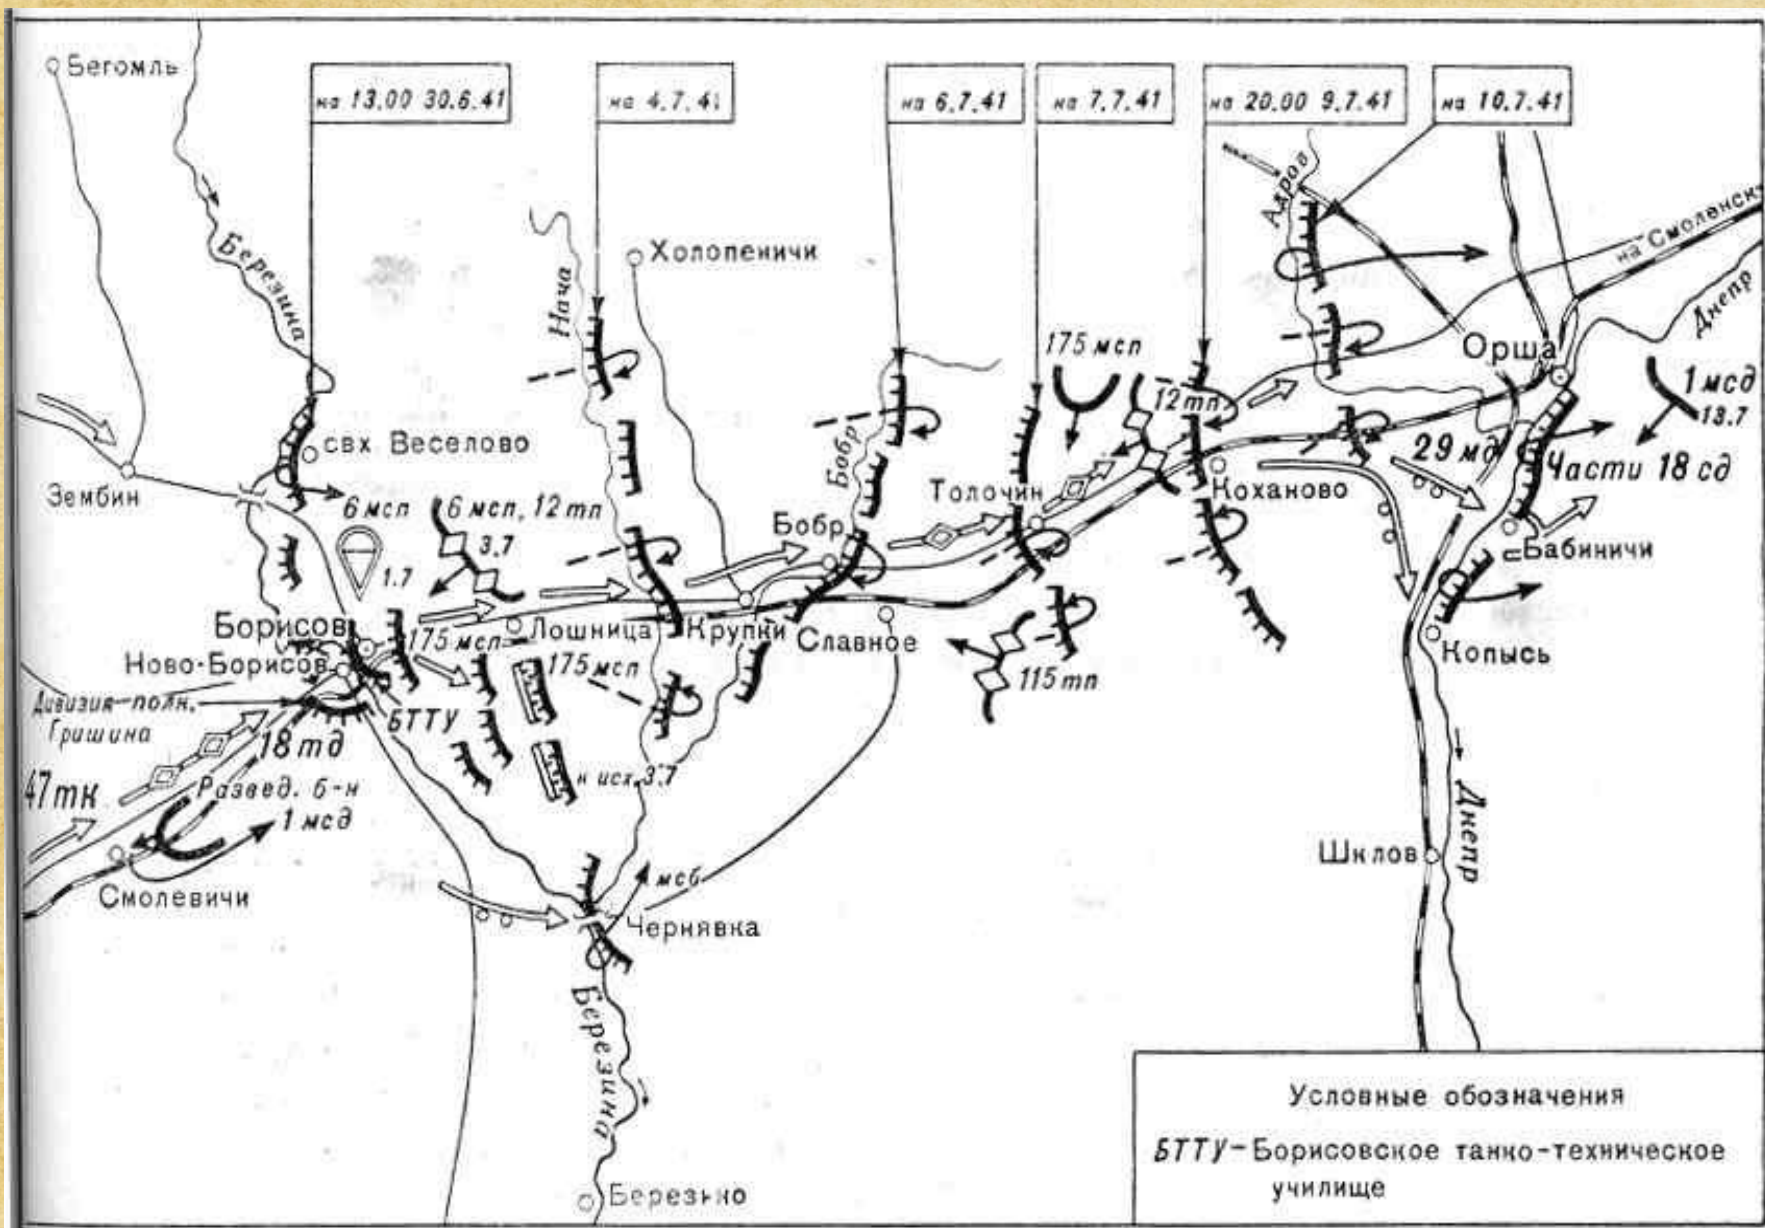 Бегомль
на 13.00 30.6.41
на 4.7.41
на 6.7.41
на 7.7.41
на 20.00 9.7.41
на 10.7.41
Березина
Нача
Холопеничи
Адров
на Смоленск
Днепр
175 мсп
Орша
12 тп
1 мсд
13.7
свх. Веселово
Зембин
6 мсп
6 мсп, 12 тп
3.7
1.7
Бобр
Бобр
Толочин
Коханово
29 мд
Части 18 сд
Бабиничи
Борисов
Ново-Борисов
175 мсп
Лошница
Крупки
Славное
Копысь
175 мсп
115 тп
Дивизия полк.
Гришина
БТТУ
18 тд
47 тк
Развед. б-н
1 мсд
к исх. 3.7
Смолевичи
мсб
Чернявка
Шклов
Днепр
Березина
Березино
Условные обозначения
БТТУ-Борисовское танко-техническое
училище